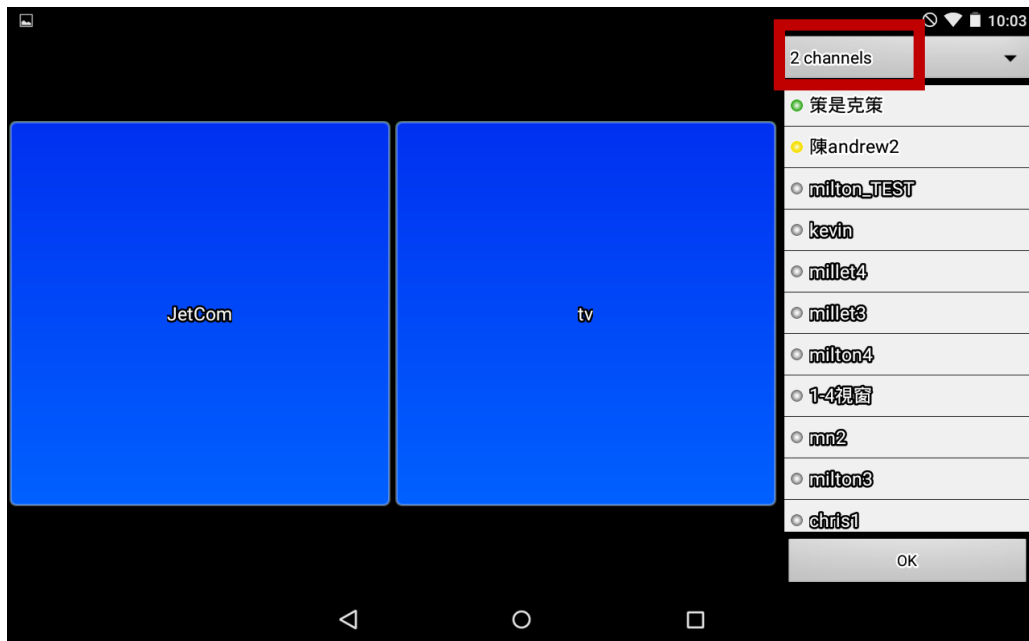 10:03
2 channels
策是克策
陳andrew2
milton_TEST
kevin
millet4
millet3
milton4
1-4視窗
mn2
milton3
chris1
OK
JetCom
tv